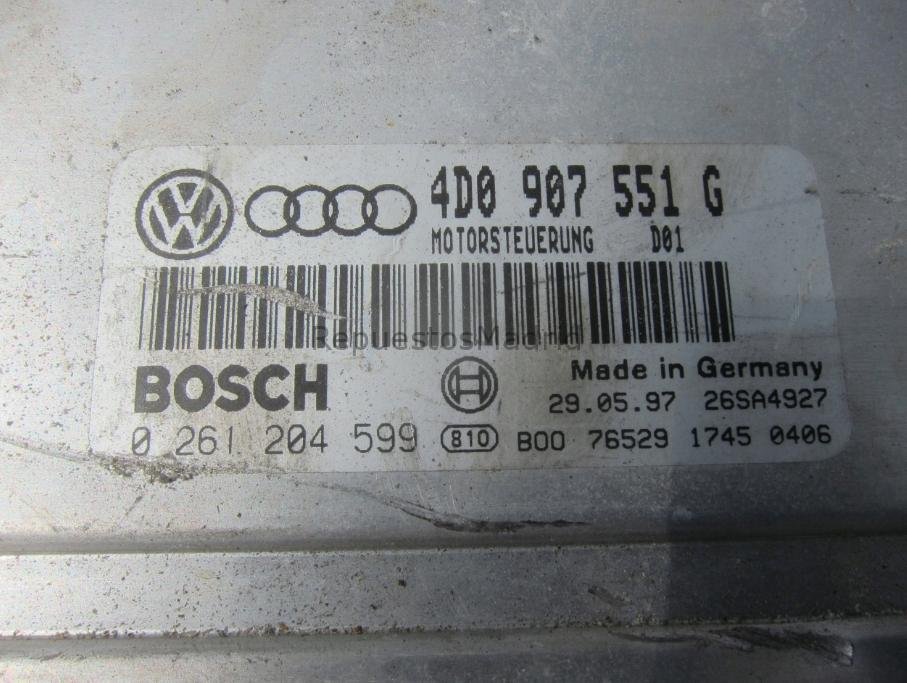 4D0 907 551 G
MOTORSTEUERUNG D01
RepuestosMadrid
BOSCH
Made in Germany
29.05.97 26SA4927
0 261 204 599 810 B00 76529 1745 0406